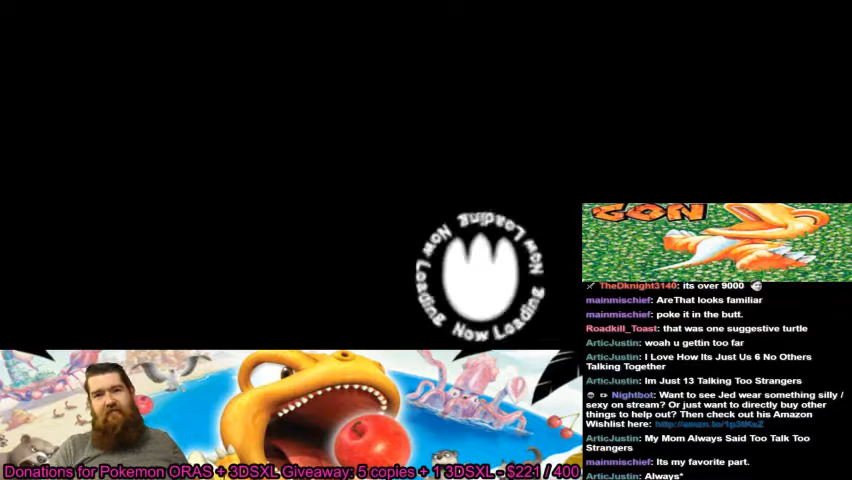 Now Loading Now Loading Now Loading
GON
TheDknight3140: its over 9000
mainmischief: AreThat looks familiar
mainmischief: poke it in the butt.
Roadkill_Toast: that was one suggestive turtle
ArticJustin: woah u gettin too far
ArticJustin: I Love How Its Just Us 6 No Others
Talking Together
ArticJustin: Im Just 13 Talking Too Strangers
Nightbot: Want to see Jed wear something silly /
sexy on stream? Or just want to directly buy other
things to help out? Then check out his Amazon
Wishlist here:
ArticJustin: My Mom Always Said Too Talk Too
Strangers
mainmischief: Its my favorite part.
ArticJustin: Always*
Donations for Pokemon ORAS + 3DSXL Giveaway: 5 copies + 1 3DSXL - $221 / 400